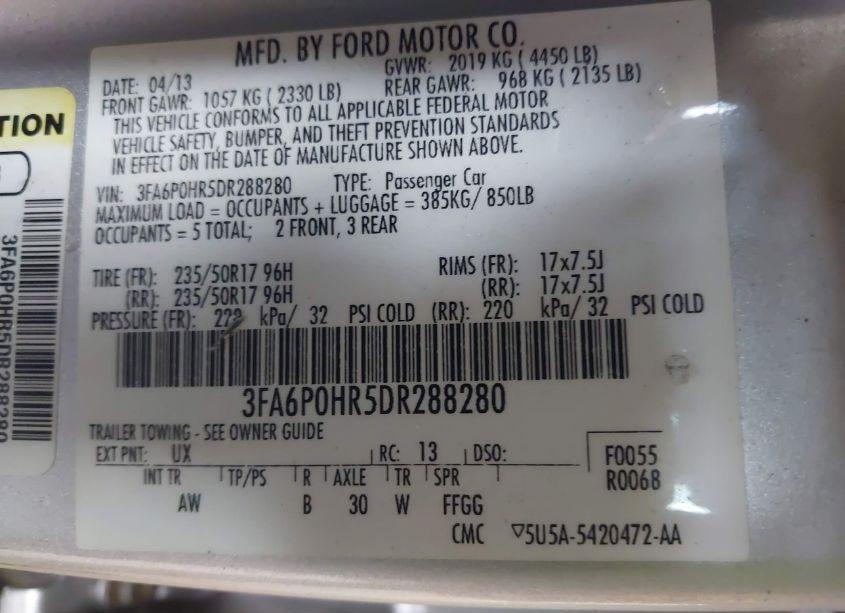 MFD. BY FORD MOTOR CO.
DATE: 04/13 GVWR: 2019 KG ( 4450 LB)
FRONT GAWR: 1057 KG ( 2330 LB) REAR GAWR: 968 KG ( 2135 LB)
THIS VEHICLE CONFORMS TO ALL APPLICABLE FEDERAL MOTOR
VEHICLE SAFETY, BUMPER, AND THEFT PREVENTION STANDARDS
IN EFFECT ON THE DATE OF MANUFACTURE SHOWN ABOVE.
VIN: 3FA6P0HR5DR288280 TYPE: Passenger Car
MAXIMUM LOAD = OCCUPANTS + LUGGAGE = 385KG/ 850LB
OCCUPANTS = 5 TOTAL; 2 FRONT, 3 REAR
TIRE (FR): 235/50R17 96H RIMS (FR): 17x7.5J
(RR): 235/50R17 96H (RR): 17x7.5J
PRESSURE (FR): kPa/ 32 PSI COLD (RR): 220 kPa/ 32 PSI COLD
3FA6P0HR5DR288280
TRAILER TOWING - SEE OWNER GUIDE
EXT PNT: UX RC: 13 DSO: F0055
INT TR TP/PS R AXLE TR SPR R0068
AW B 30 W FFGG
CMC ▽5U5A-5420472-AA
TION
3FA6P0HR5DR288280